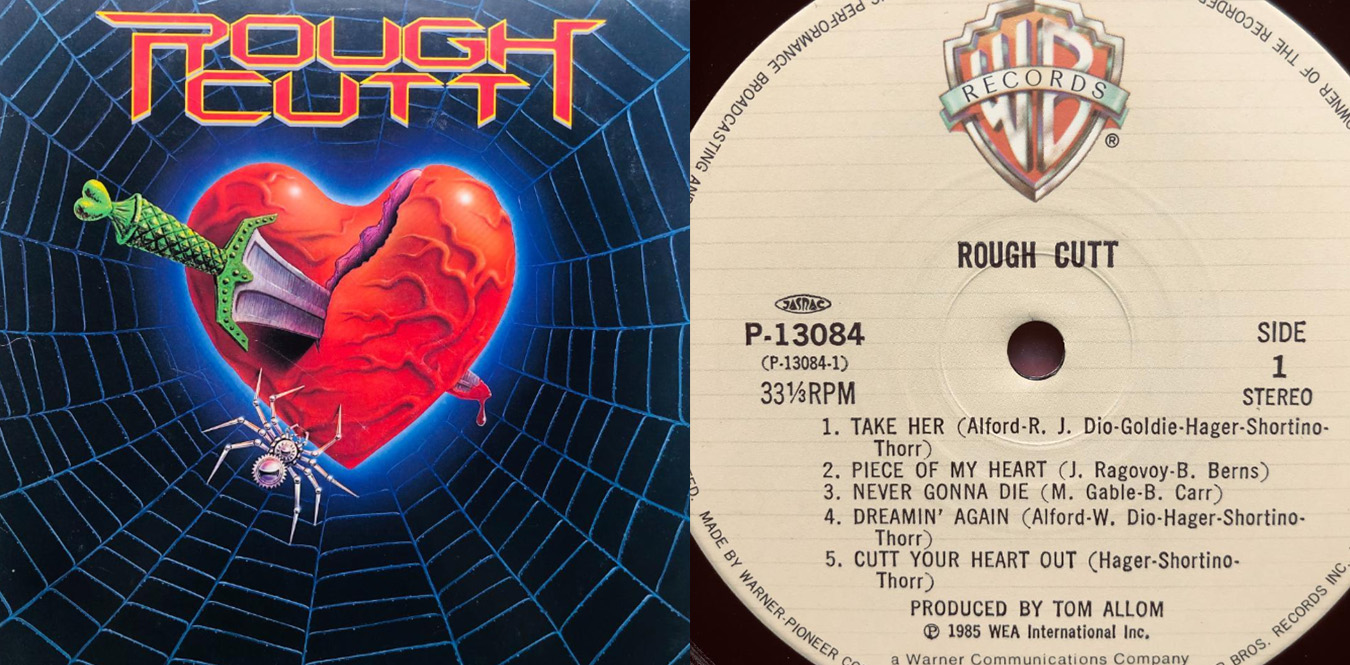 ROUGH
CUTT
WB
RECORDS
®
ROUGH CUTT
JASRAC
P-13084
(P-13084-1)
33⅓RPM
SIDE
1
STEREO
1. TAKE HER (Alford-R. J. Dio-Goldie-Hager-Shortino-
Thorr)
2. PIECE OF MY HEART (J. Ragovoy-B. Berns)
3. NEVER GONNA DIE (M. Gable-B. Carr)
4. DREAMIN' AGAIN (Alford-W. Dio-Hager-Shortino-
Thorr)
5. CUTT YOUR HEART OUT (Hager-Shortino-
Thorr)
PRODUCED BY TOM ALLOM
℗ 1985 WEA International Inc.
a Warner Communications Company
MADE BY WARNER-PIONEER
BROS. RECORDS INC.
PERFORMANCE BROADCASTING
OWNER OF THE RECORDED